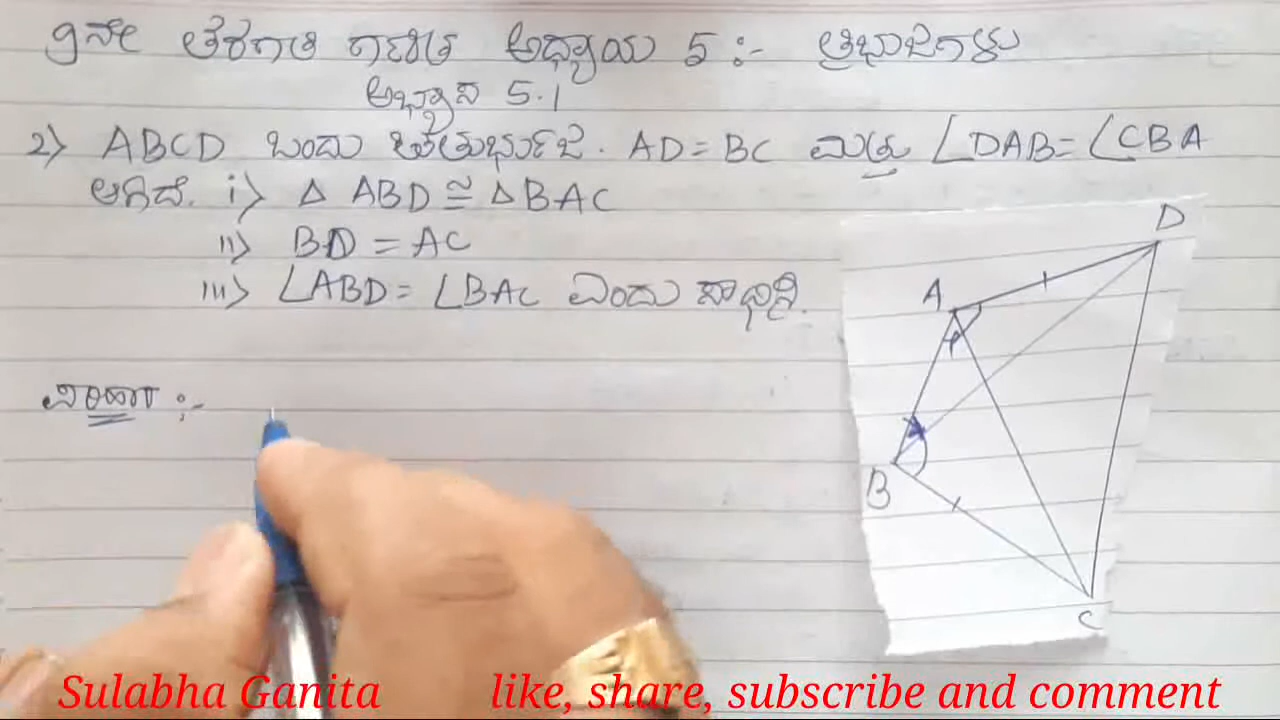 9ನೇ ತರಗತಿ ಗಣಿತ ಅಧ್ಯಾಯ 5 :- ತ್ರಿಭುಜಗಳು
ಅಭ್ಯಾಸ 5.1
2) ABCD ಒಂದು ಚತುರ್ಭುಜ. AD = BC ಮತ್ತು ∠DAB = ∠CBA
ಆಗಿದೆ. i) Δ ABD ≅ Δ BAC
ii) BD = AC
iii) ∠ABD = ∠BAC ಎಂದು ಸಾಧಿಸಿ.
D
A
:-
B
C
Sulabha Ganita like, share, subscribe and comment